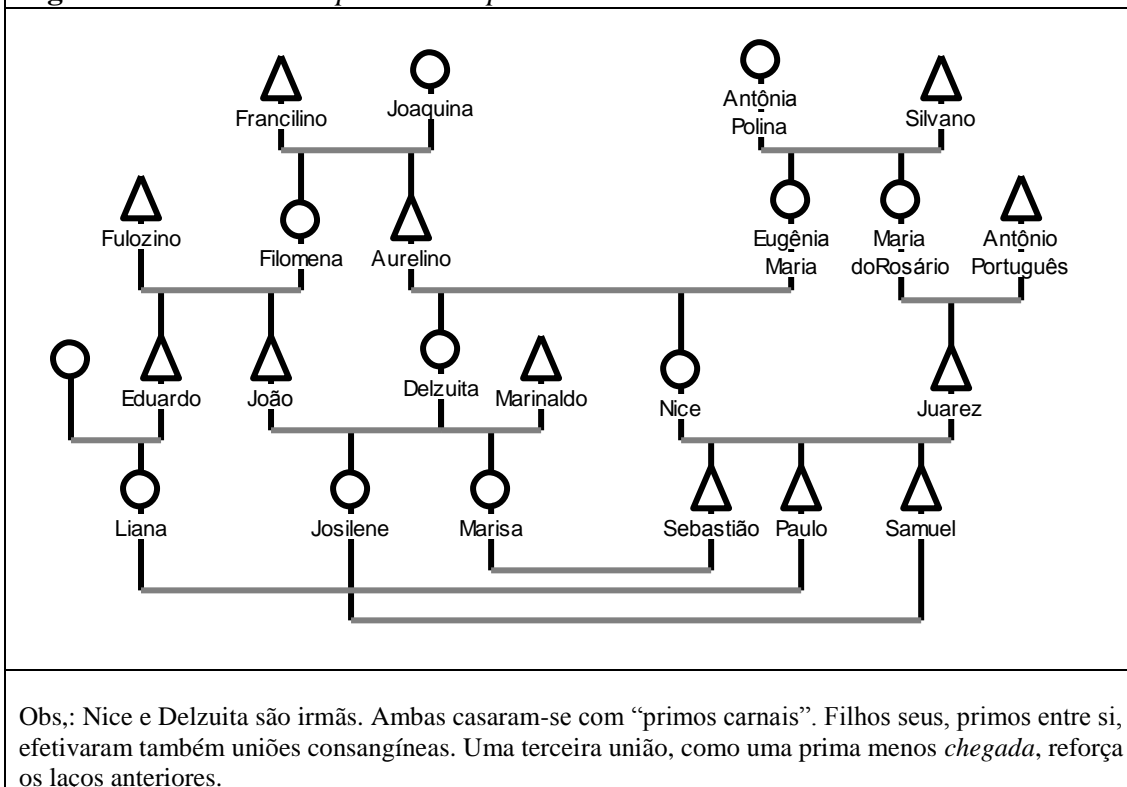 Francilino
Joaquina
Antônia
Polina
Silvano
Fulozino
Filomena
Aurelino
Eugênia
Maria
Maria
doRosário
Antônio
Português
Eduardo
João
Delzuita
Marinaldo
Nice
Juarez
Liana
Josilene
Marisa
Sebastião
Paulo
Samuel
Obs,: Nice e Delzuita são irmãs. Ambas casaram-se com “primos carnais”. Filhos seus, primos entre si,
efetivaram também uniões consangíneas. Uma terceira união, como uma prima menos chegada, reforça
os laços anteriores.